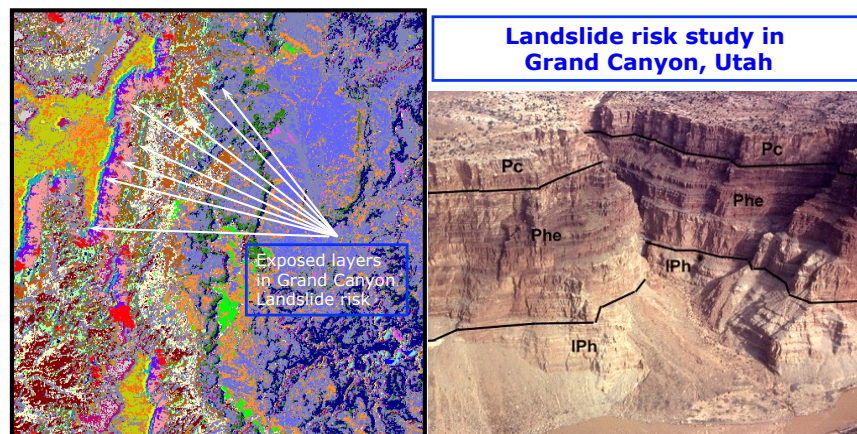 Landslide risk study in
Grand Canyon, Utah
Exposed layers
in Grand Canyon
Landslide risk
Pc
Pc
Phe
Phe
IPh
IPh